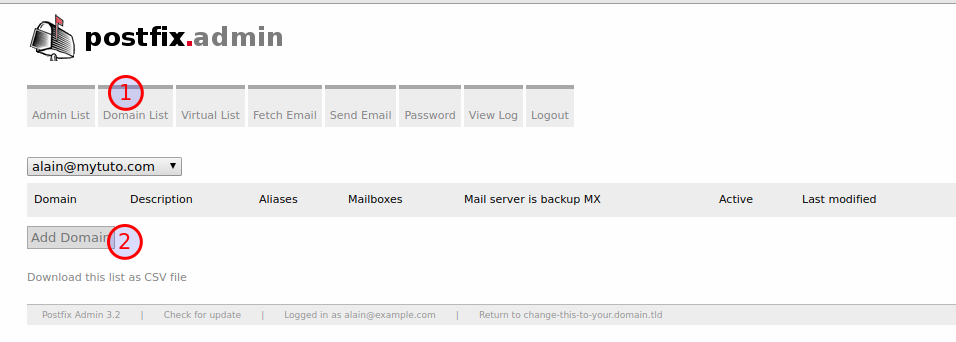 postfix.admin
1
Admin List Domain List Virtual List Fetch Email Send Email Password View Log Logout
alain@mytuto.com
Domain Description Aliases Mailboxes Mail server is backup MX Active Last modified
Add Domain 2
Download this list as CSV file
Postfix Admin 3.2 | Check for update | Logged in as alain@example.com | Return to change-this-to-your.domain.tld